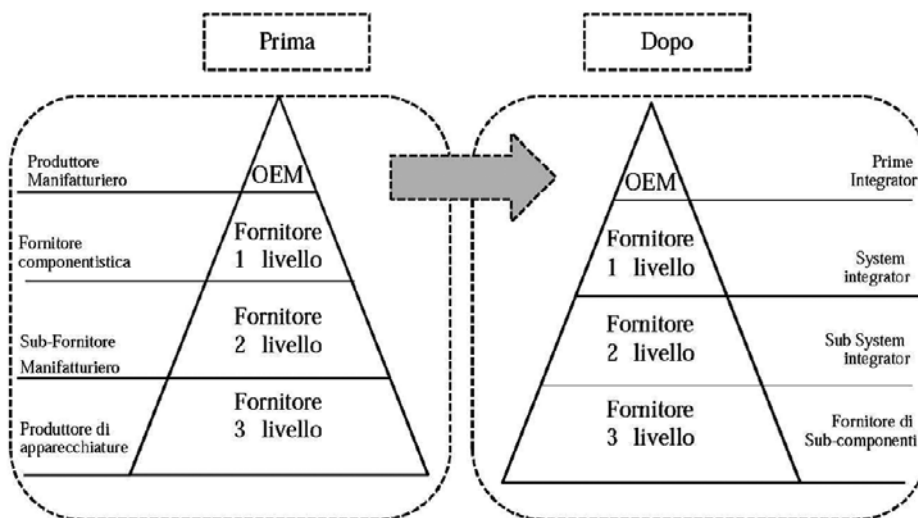 Prima
Dopo
Produttore
Manifatturiero
OEM
Fornitore
componentistica
Fornitore
1 livello
Sub-Fornitore
Manifatturiero
Fornitore
2 livello
Produttore di
apparecchiature
Fornitore
3 livello
OEM
Prime
Integrator
Fornitore
1 livello
System
integrator
Fornitore
2 livello
Sub System
integrator
Fornitore
3 livello
Fornitore di
Sub-componenti